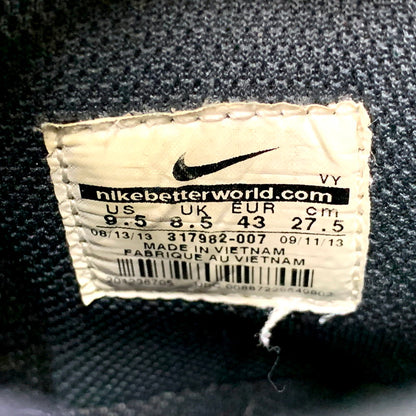 VY
nikebetterworld.com
US UK EUR cm
9.5 8.5 43 27.5
08/13/13 317982-007 09/11/13
MADE IN VIETNAM
FABRIQUE AU VIETNAM